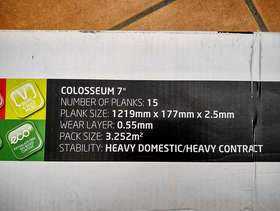 COLOSSEUM 7"
NUMBER OF PLANKS: 15
PLANK SIZE: 1219mm x 177mm x 2.5mm
WEAR LAYER: 0.55mm
PACK SIZE: 3.252m²
STABILITY: HEAVY DOMESTIC/HEAVY CONTRACT
eco